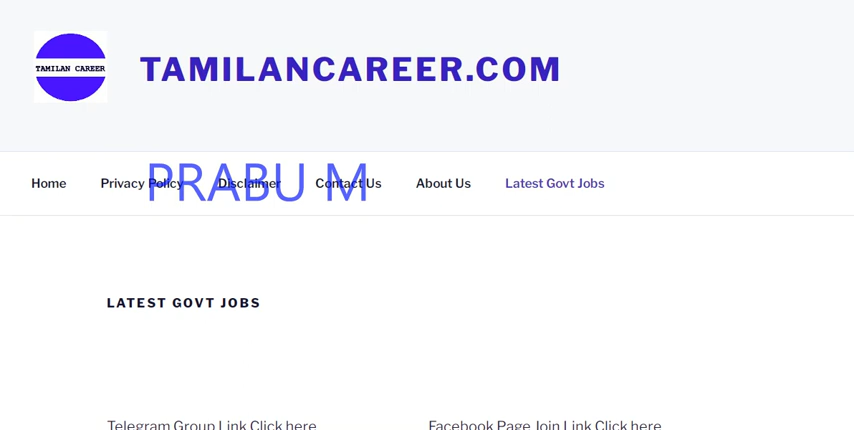 TAMILAN CAREER
TAMILANCAREER.COM
PRABU M
Home Privacy Policy Disclaimer Contact Us About Us Latest Govt Jobs
LATEST GOVT JOBS
Telegram Group Link Click here Facebook Page Join Link Click here